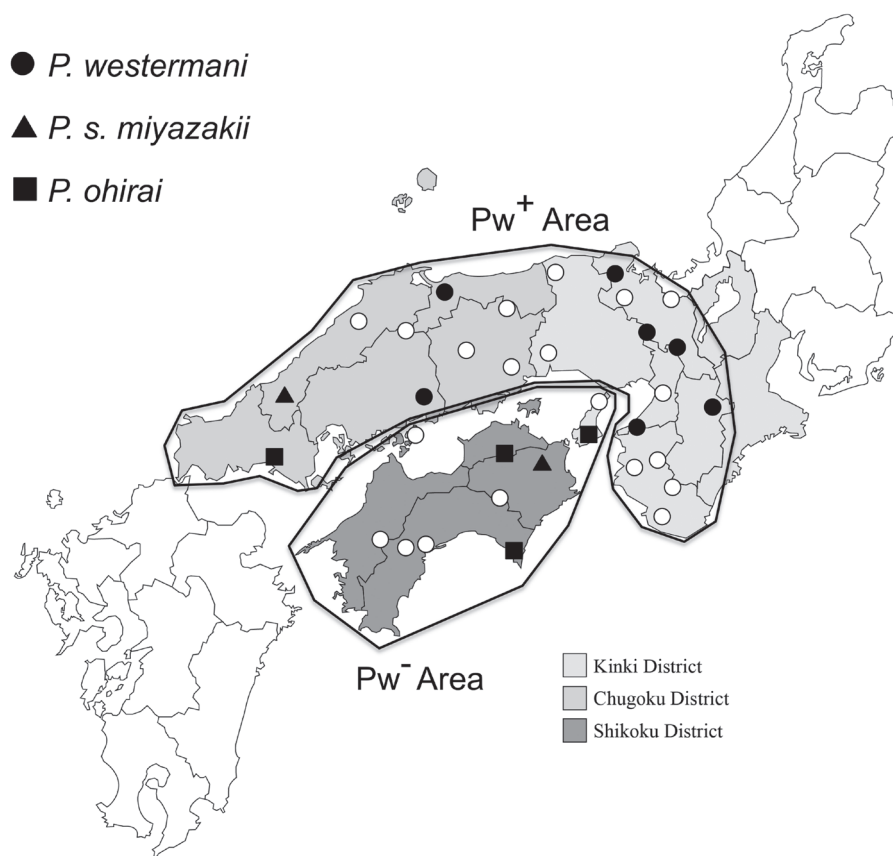 P. westermani
P. s. miyazakii
P. ohirai
Pw+ Area
Pw- Area
Kinki District
Chugoku District
Shikoku District